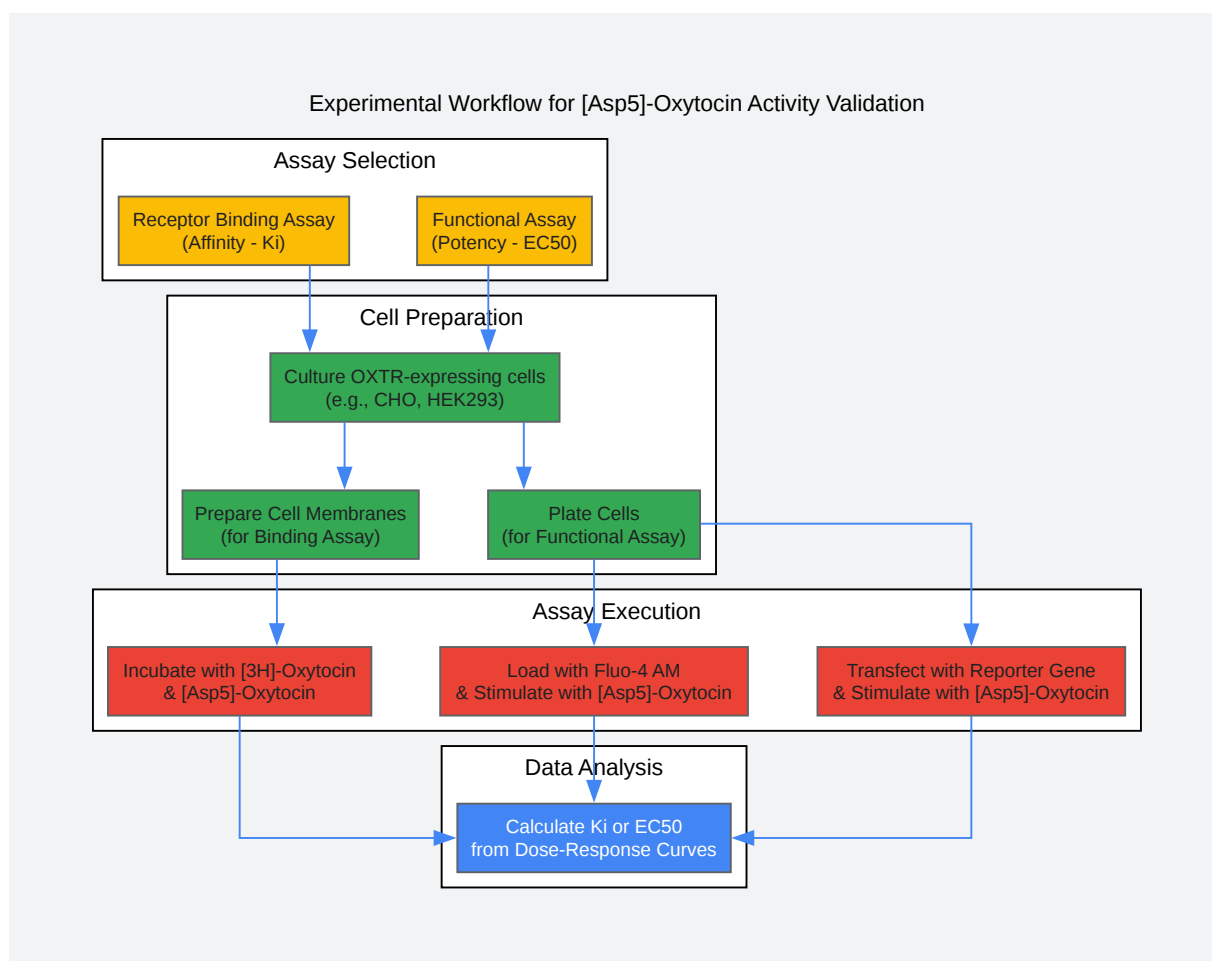 Experimental Workflow for [Asp5]-Oxytocin Activity Validation
Assay Selection
Receptor Binding Assay
(Affinity - Ki)
Functional Assay
(Potency - EC50)
Cell Preparation
Culture OXTR-expressing cells
(e.g., CHO, HEK293)
Prepare Cell Membranes
(for Binding Assay)
Plate Cells
(for Functional Assay)
Assay Execution
Incubate with [3H]-Oxytocin
& [Asp5]-Oxytocin
Load with Fluo-4 AM
& Stimulate with [Asp5]-Oxytocin
Transfect with Reporter Gene
& Stimulate with [Asp5]-Oxytocin
Data Analysis
Calculate Ki or EC50
from Dose-Response Curves